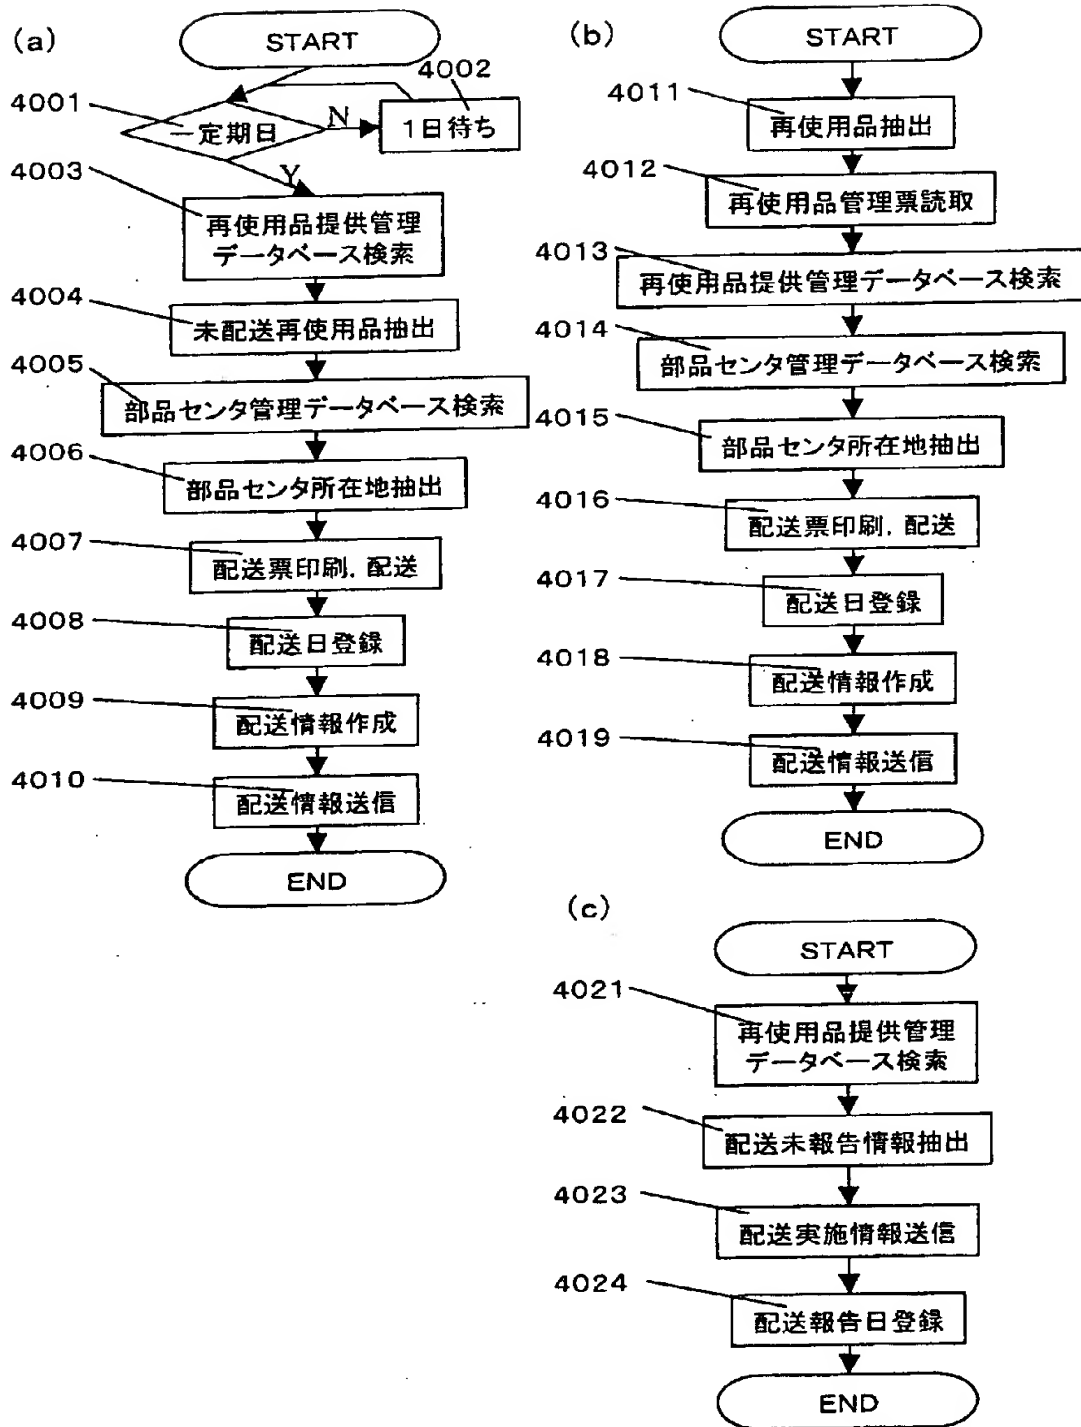 (a)
START
4002
4001
一定期日
N
1日待ち
Y
4003
再使用品提供管理
データベース検索
4004
未配送再使用品抽出
4005
部品センタ管理データベース検索
4006
部品センタ所在地抽出
4007
配送票印刷，配送
4008
配送日登録
4009
配送情報作成
4010
配送情報送信
END
(b)
START
4011
再使用品抽出
4012
再使用品管理票読取
4013
再使用品提供管理データベース検索
4014
部品センタ管理データベース検索
4015
部品センタ所在地抽出
4016
配送票印刷，配送
4017
配送日登録
4018
配送情報作成
4019
配送情報送信
END
(c)
START
4021
再使用品提供管理
データベース検索
4022
配送未報告情報抽出
4023
配送実施情報送信
4024
配送報告日登録
END